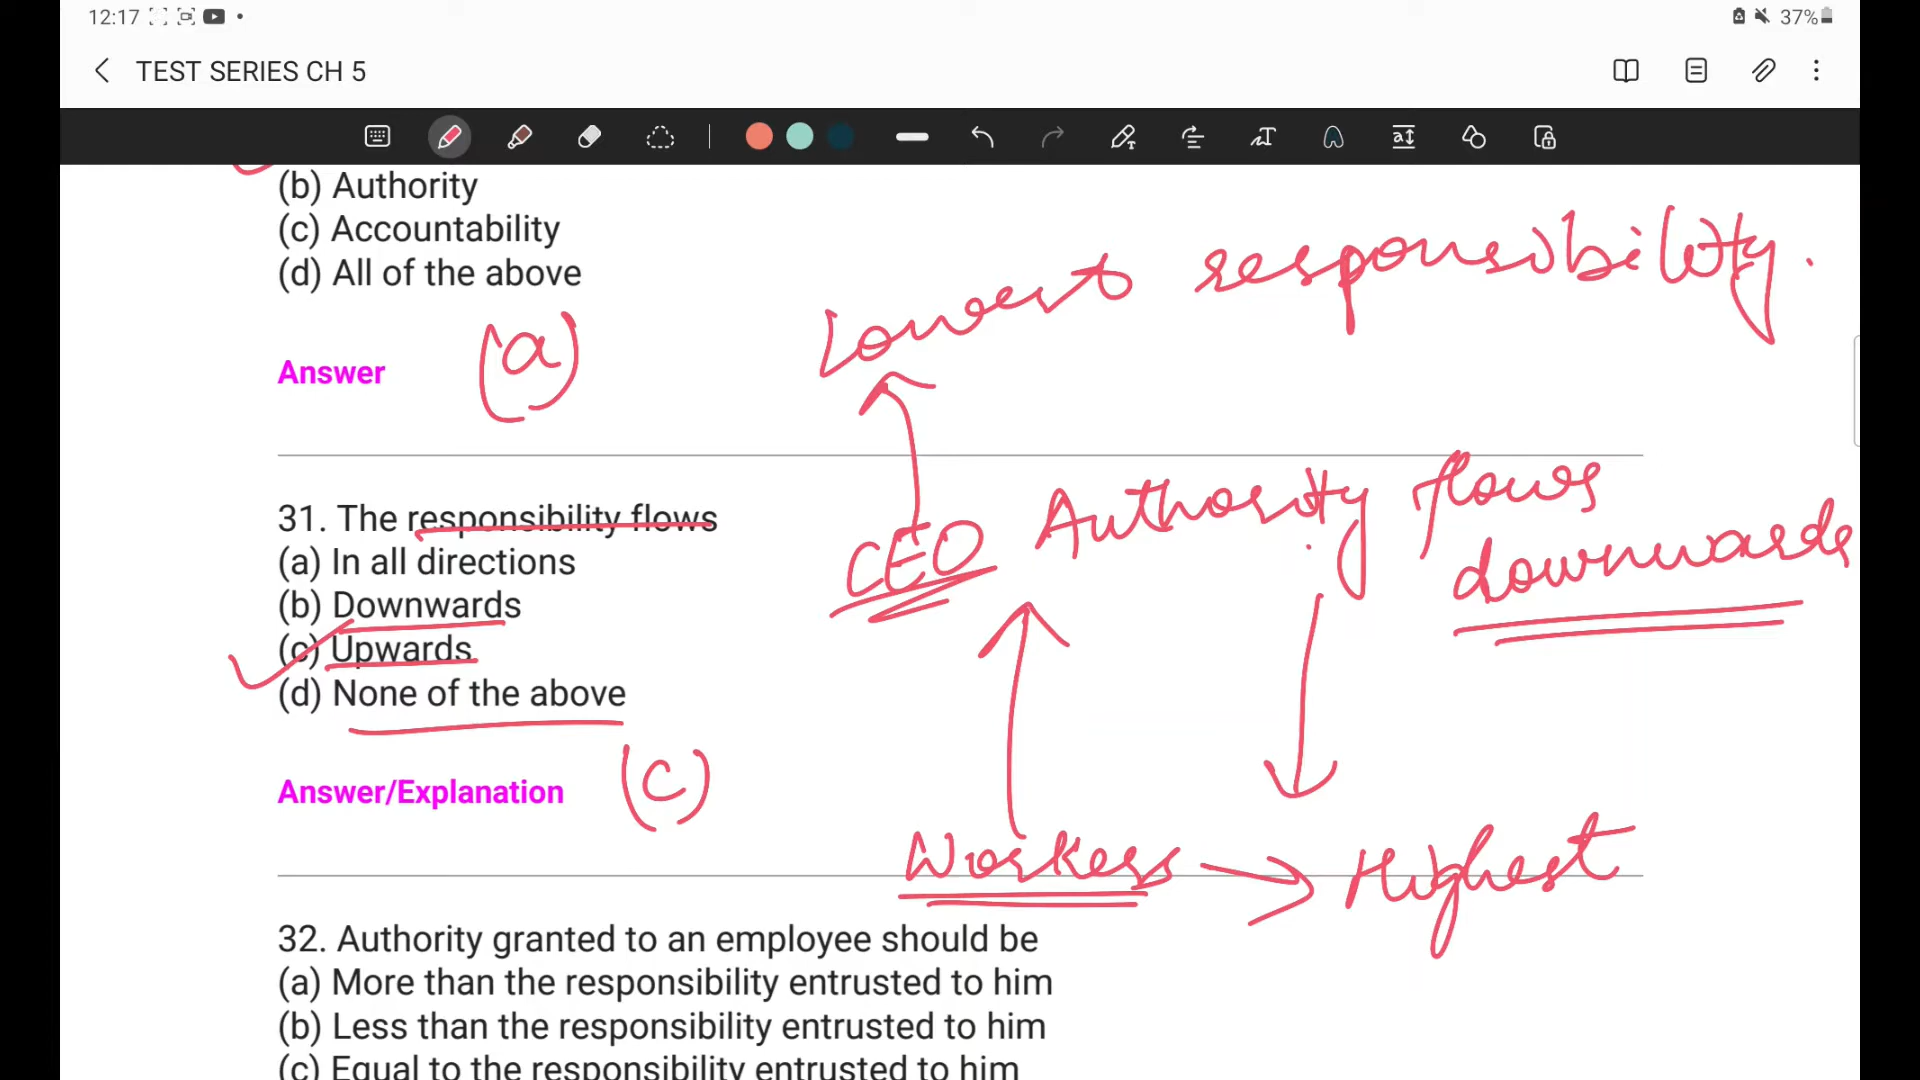 12:17
37%
TEST SERIES CH 5
(b) Authority
(c) Accountability
(d) All of the above
Lowest responsibility.
Answer
(a)
31. The responsibility flows
(a) In all directions
(b) Downwards
(c) Upwards
(d) None of the above
CEO Authority flows
downwards
Answer/Explanation
(c)
Workers → Highest
32. Authority granted to an employee should be
(a) More than the responsibility entrusted to him
(b) Less than the responsibility entrusted to him
(c) Equal to the responsibility entrusted to him